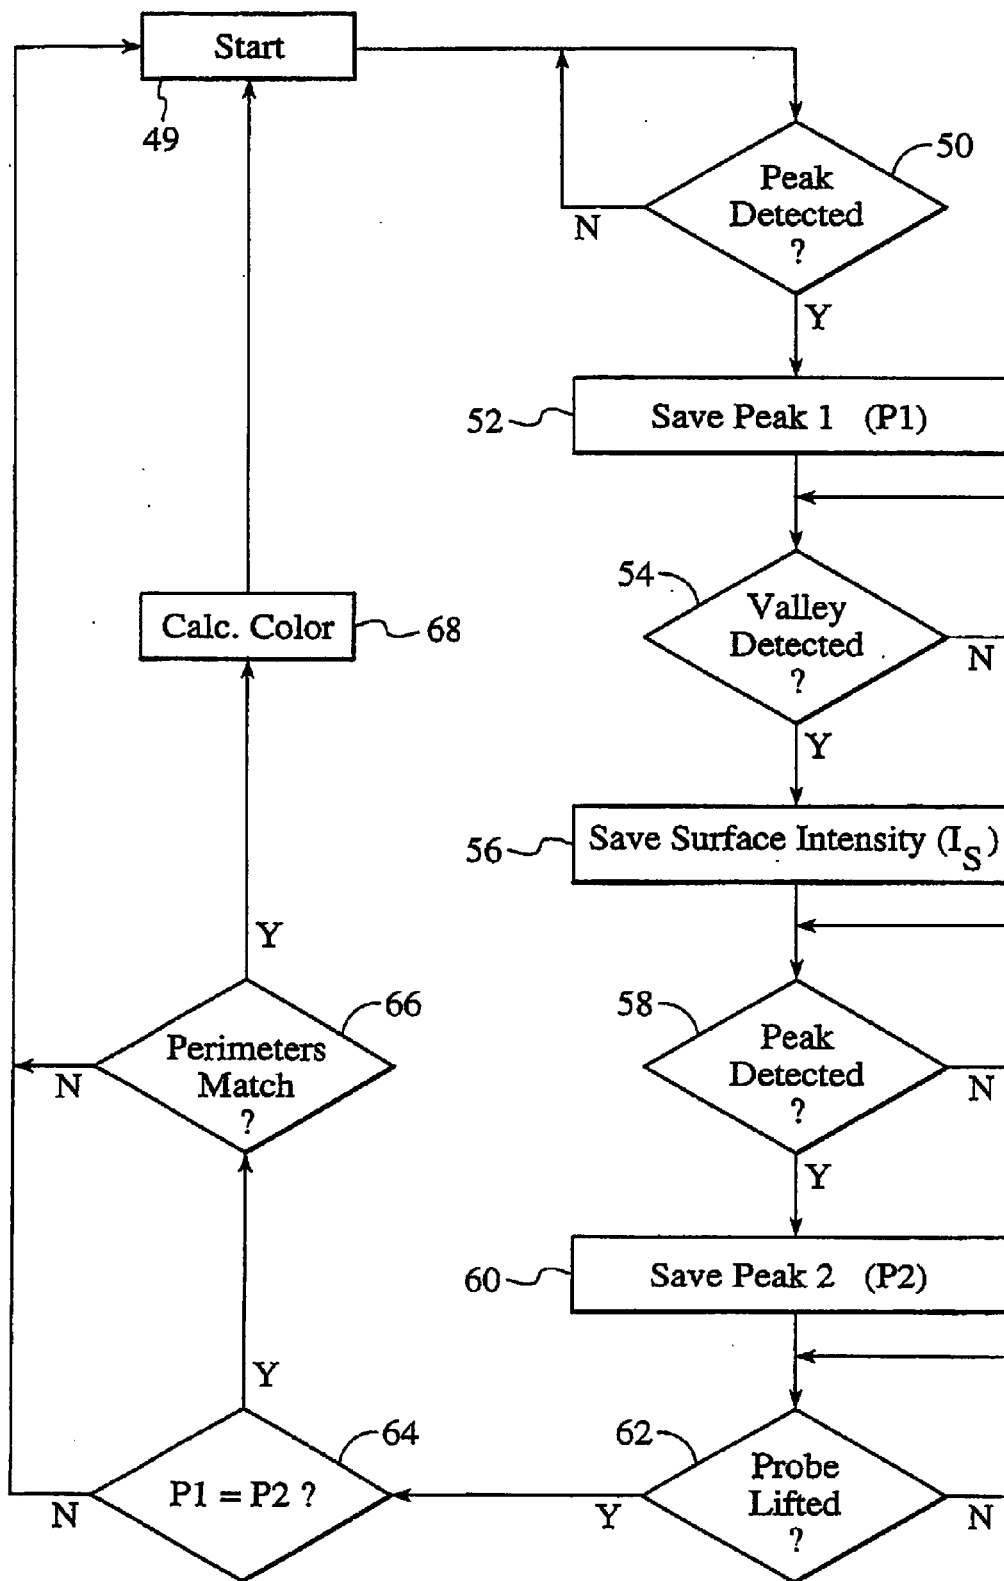 Start
49
Peak
Detected
?
50
N
Y
52
Save Peak 1 (P1)
54
Valley
Detected
?
N
Y
Calc. Color
68
56
Save Surface Intensity (I_S)
Y
66
Perimeters
Match
?
N
58
Peak
Detected
?
N
Y
60
Save Peak 2 (P2)
Y
64
P1 = P2 ?
N
62
Probe
Lifted
?
Y
N